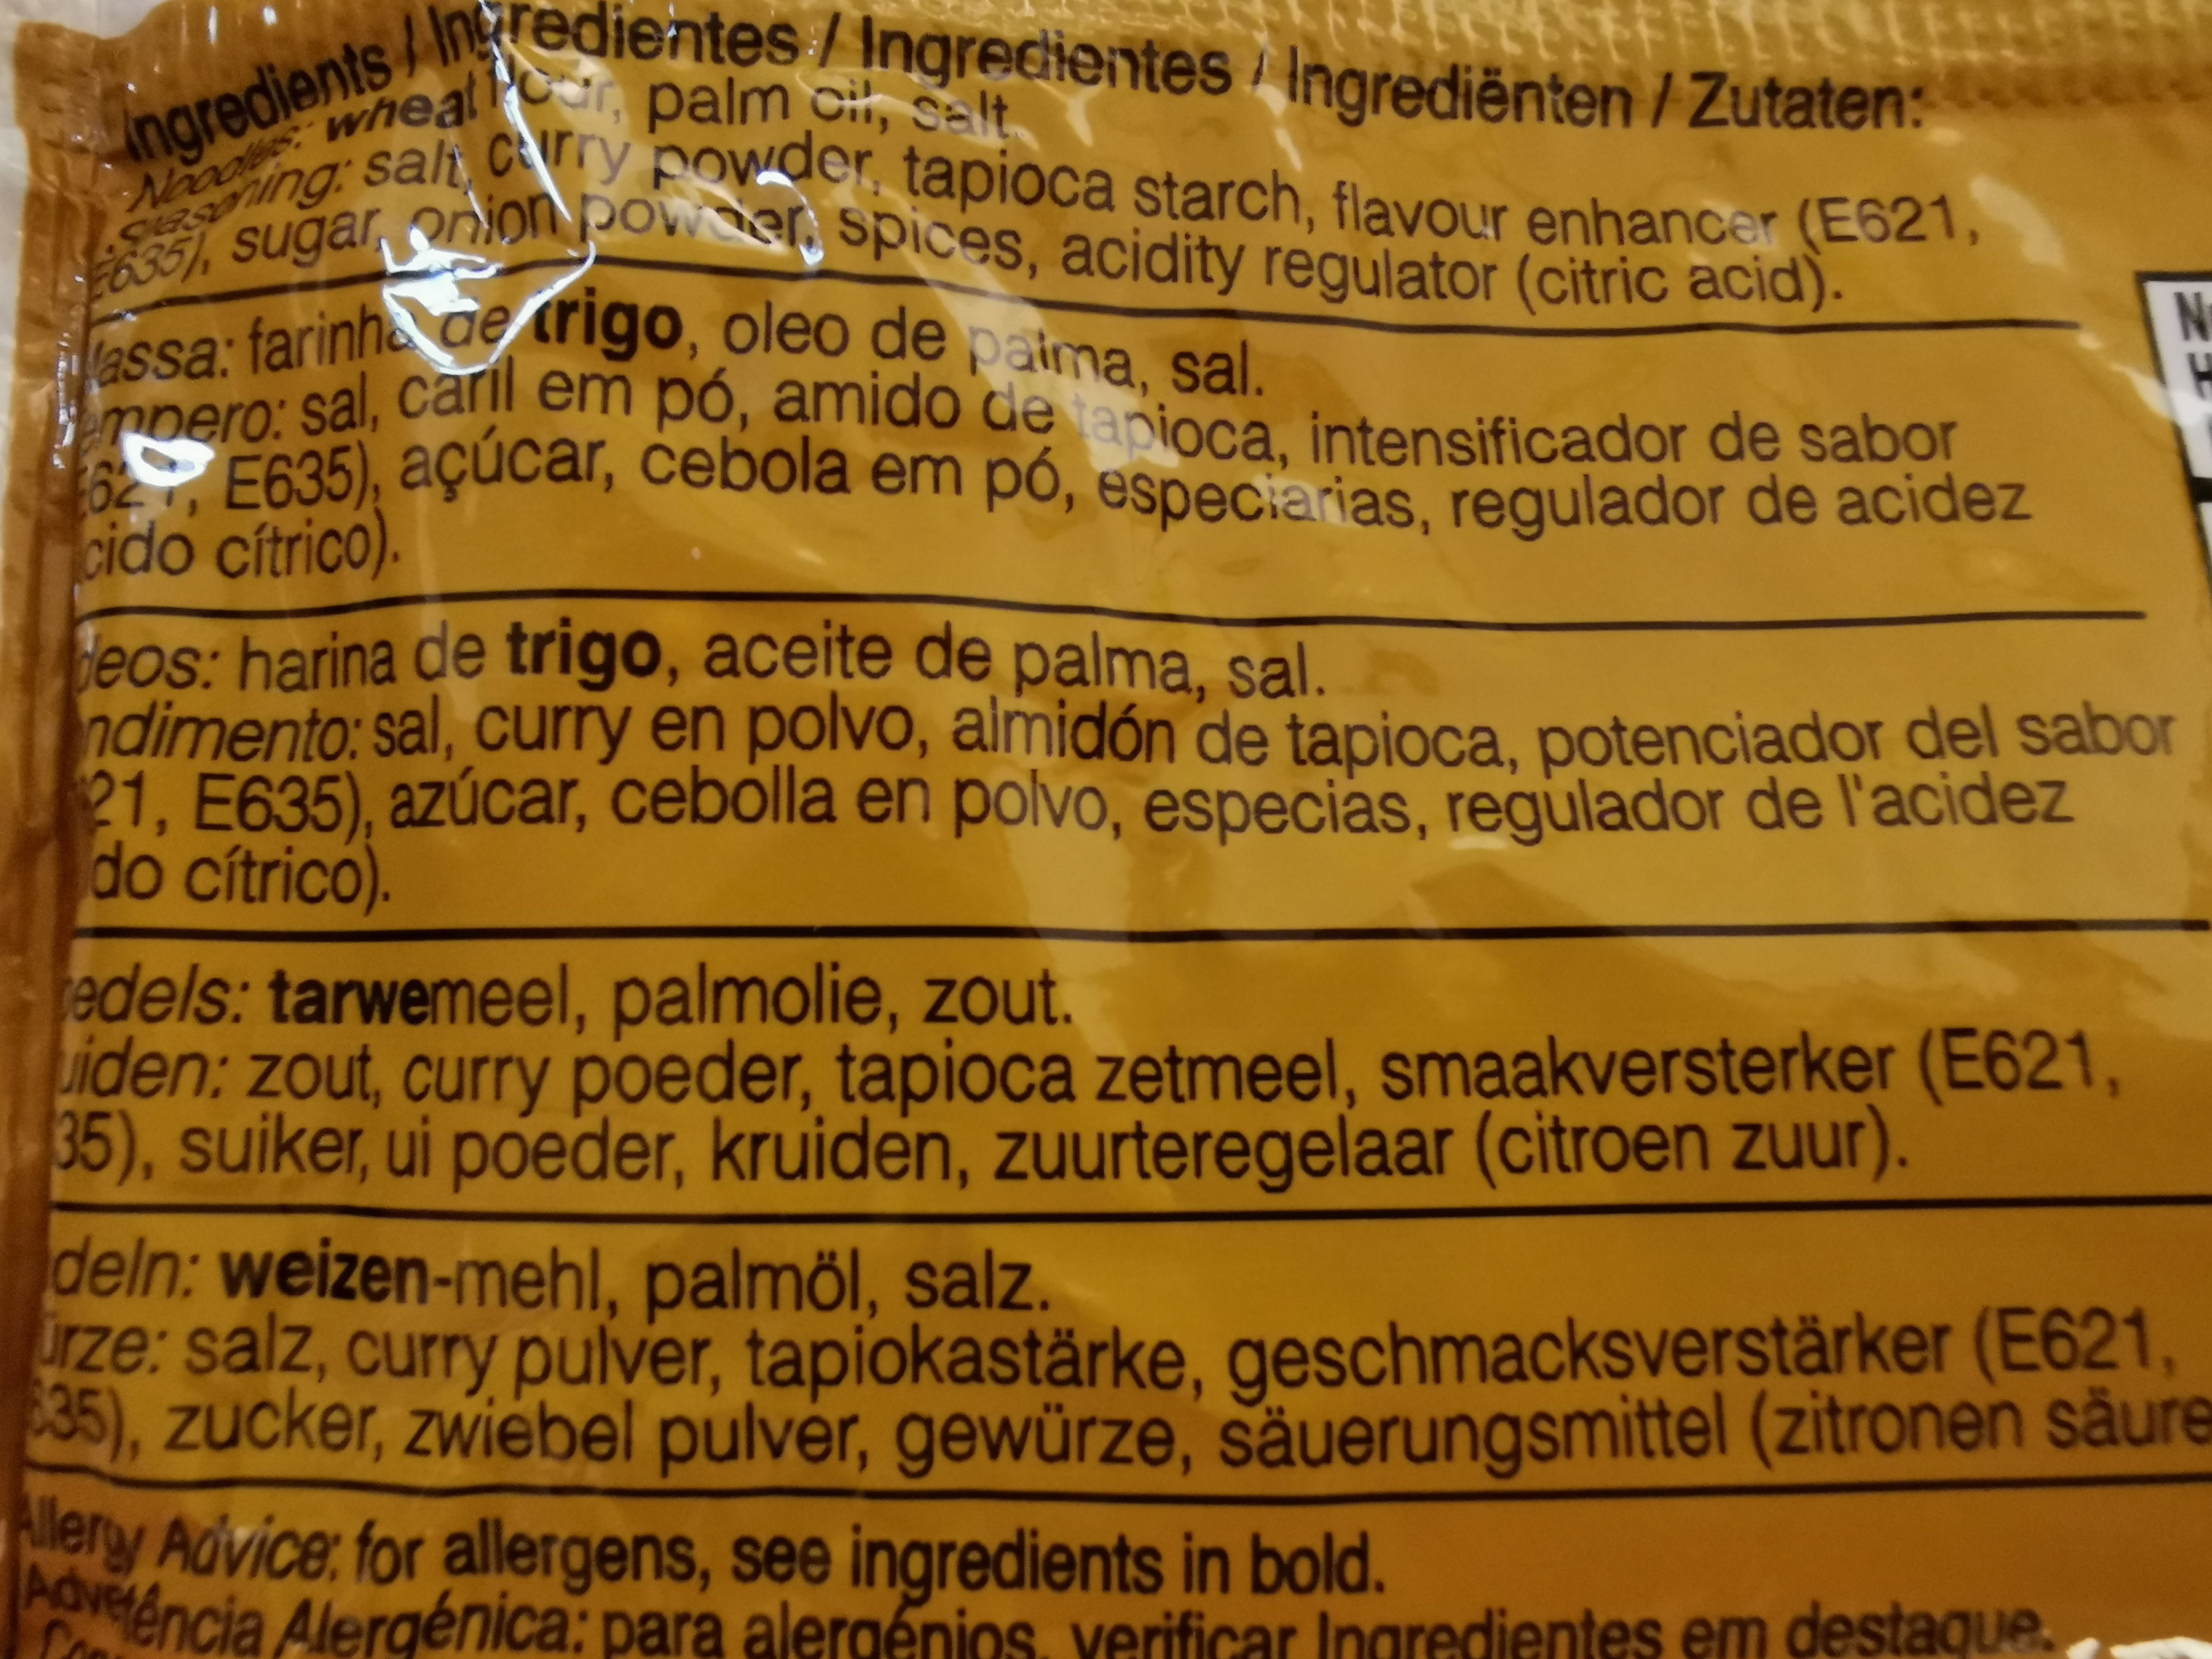 Ingredients / Ingredientes / Ingredientes / Ingrediënten / Zutaten:
Noodles: wheat flour, palm oil, salt.
Seasoning: salt, curry powder, tapioca starch, flavour enhancer (E621,
E635), sugar, onion powder, spices, acidity regulator (citric acid).
assa: farinha de trigo, oleo de palma, sal.
empero: sal, caril em pó, amido de tapioca, intensificador de sabor
621, E635), açúcar, cebola em pó, especiarias, regulador de acidez
cido cítrico).
deos: harina de trigo, aceite de palma, sal.
ndimento: sal, curry en polvo, almidón de tapioca, potenciador del sabor
21, E635), azúcar, cebolla en polvo, especias, regulador de l'acidez
do cítrico).
edels: tarwemeel, palmolie, zout.
uiden: zout, curry poeder, tapioca zetmeel, smaakversterker (E621,
35), suiker, ui poeder, kruiden, zuurteregelaar (citroen zuur).
deln: weizen-mehl, palmöl, salz.
ürze: salz, curry pulver, tapiokastärke, geschmacksverstärker (E621,
635), zucker, zwiebel pulver, gewürze, säuerungsmittel (zitronen säure
Allergy Advice: for allergens, see ingredients in bold.
Advetência Alergénica: para alergénios, verificar Ingredientes em destaque.